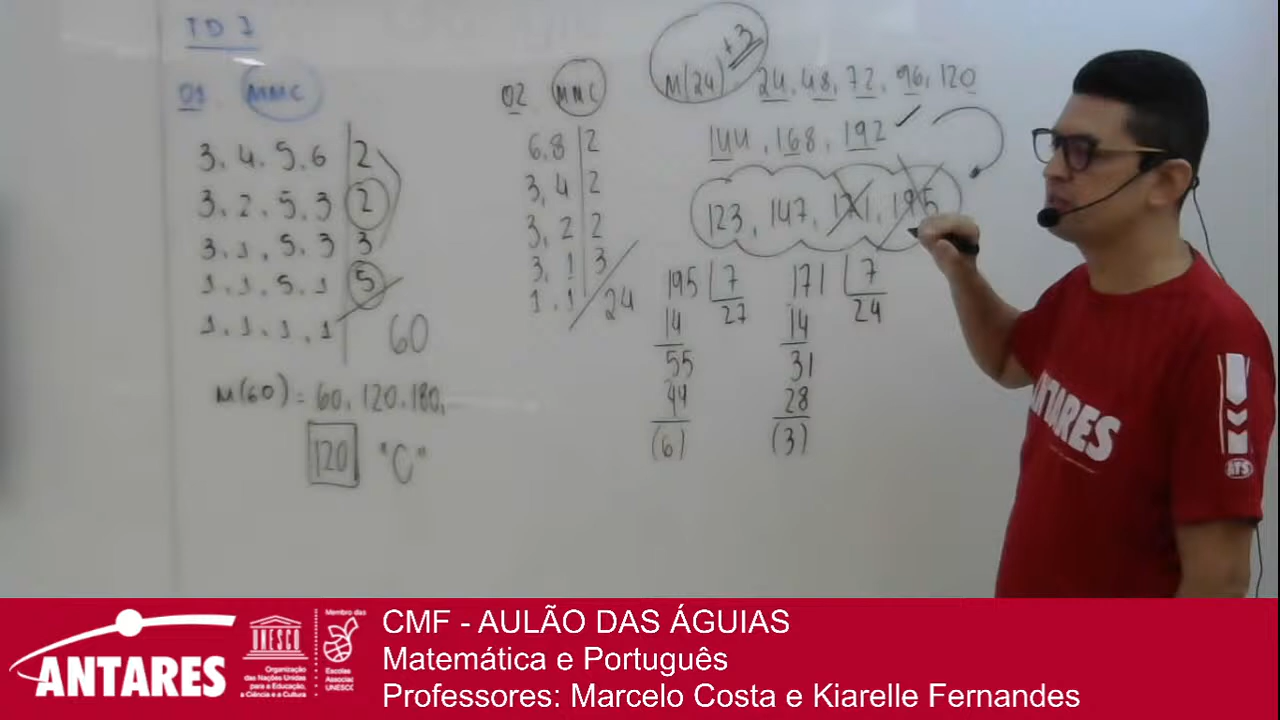 TD 7
01 MMC
3. 4. 5. 6 | 2
3. 2. 5. 3 | 2
3. 1. 5. 3 | 3
1. 1. 5. 1 | 5
1. 1. 1. 1 | 60
M(60) = 60, 120, 180,
120 "C"
02 MMC
6, 8 | 2
3, 4 | 2
3, 2 | 2
3, 1 | 3
1. 1 24
M(24) + 3
24, 48, 72, 96, 120
144, 168, 192
123, 147, 171, 195
195 | 7
14 27
55
44
(6)
171 | 7
14 24
31
28
(3)
ANTARES
ATS
ANTARES
UNESCO
Organização
das Nações Unidas
para a Educação,
a Ciência e a Cultura
Membro das
Escolas
Associadas
UNESCO
CMF - AULÃO DAS ÁGUIAS
Matemática e Português
Professores: Marcelo Costa e Kiarelle Fernandes